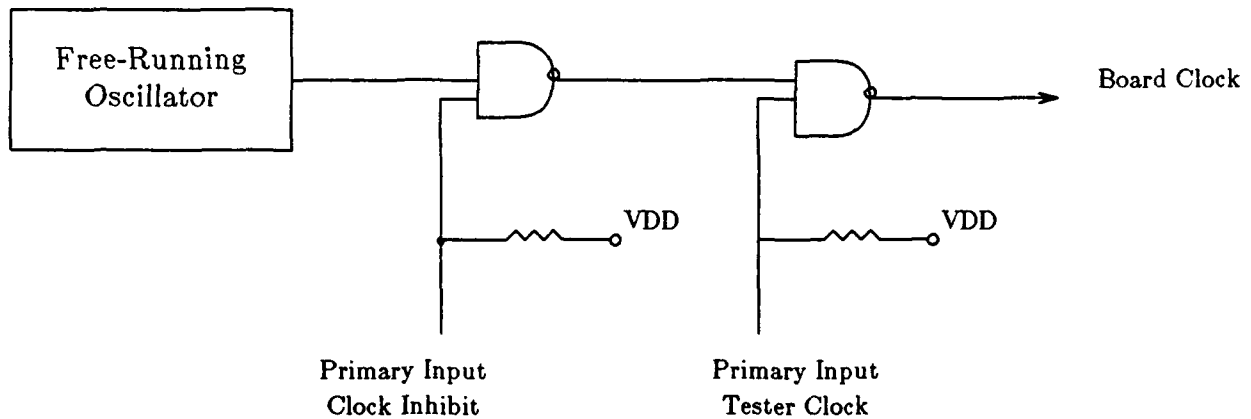 Free-Running
Oscillator
Board Clock
VDD
VDD
Primary Input
Clock Inhibit
Primary Input
Tester Clock